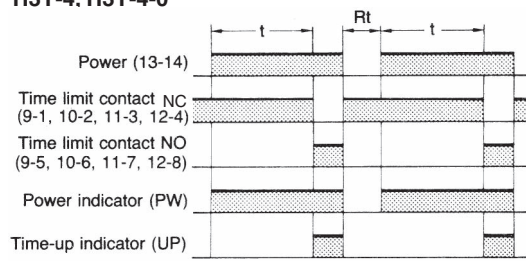 H3Y-4, H3Y-4-0
t Rt t
Power (13-14)
Time limit contact NC
(9-1, 10-2, 11-3, 12-4)
Time limit contact NO
(9-5, 10-6, 11-7, 12-8)
Power indicator (PW)
Time-up indicator (UP)